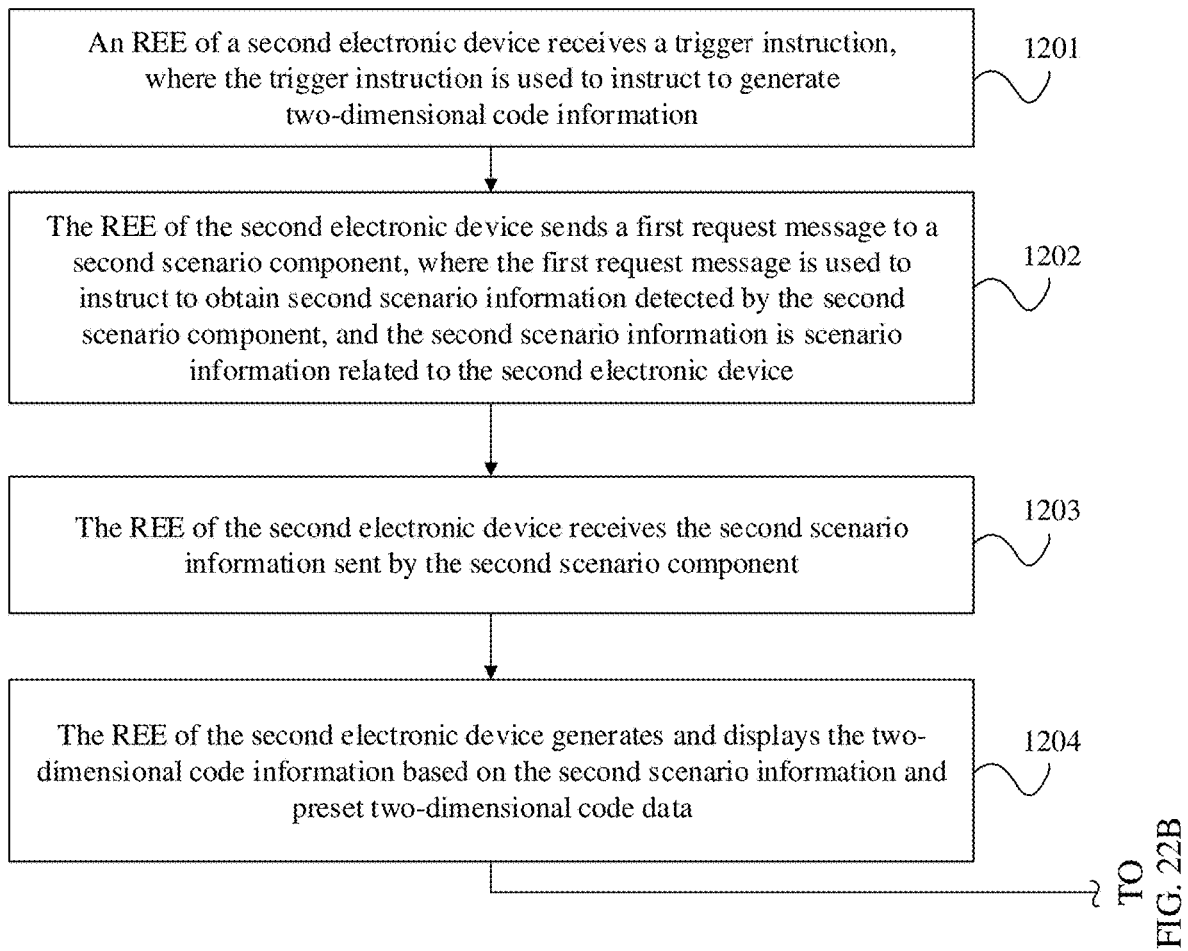 An REE of a second electronic device receives a trigger instruction,
where the trigger instruction is used to instruct to generate
two-dimensional code information
1201
The REE of the second electronic device sends a first request message to a
second scenario component, where the first request message is used to
instruct to obtain second scenario information detected by the second
scenario component, and the second scenario information is scenario
information related to the second electronic device
1202
The REE of the second electronic device receives the second scenario
information sent by the second scenario component
1203
The REE of the second electronic device generates and displays the two-
dimensional code information based on the second scenario information and
preset two-dimensional code data
1204
TO
FIG. 22B